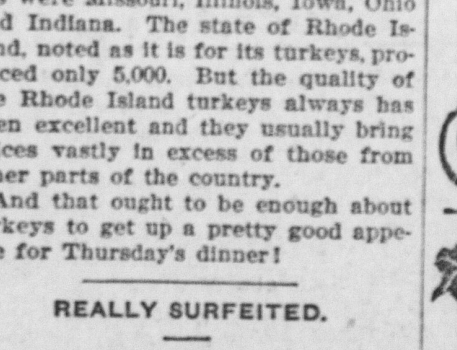 were Missouri, Illinois, Iowa, Ohio
d Indiana. The state of Rhode Is-
nd, noted as it is for its turkeys, pro-
ced only 5,000. But the quality of
e Rhode Island turkeys always has
en excellent and they usually bring
ices vastly in excess of those from
her parts of the country.
And that ought to be enough about
rkeys to get up a pretty good appe-
e for Thursday's dinner!
REALLY SURFEITED.